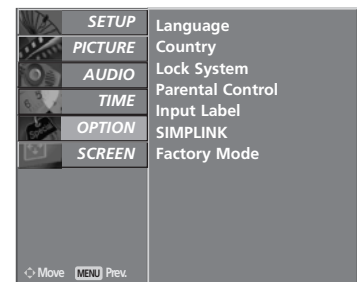 SETUP
PICTURE
AUDIO
TIME
OPTION
SCREEN
Language
Country
Lock System
Parental Control
Input Label
SIMPLINK
Factory Mode
Move MENU Prev.